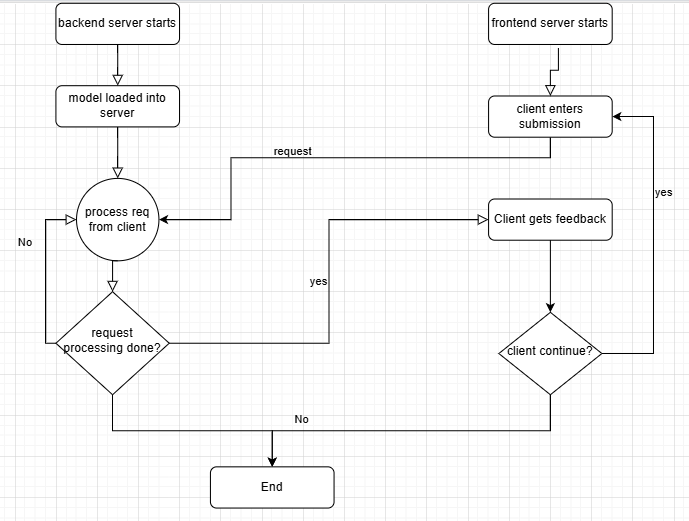 backend server starts
frontend server starts
model loaded into
server
client enters
submission
request
yes
process req
from client
Client gets feedback
No
yes
request
processing done?
client continue?
No
End